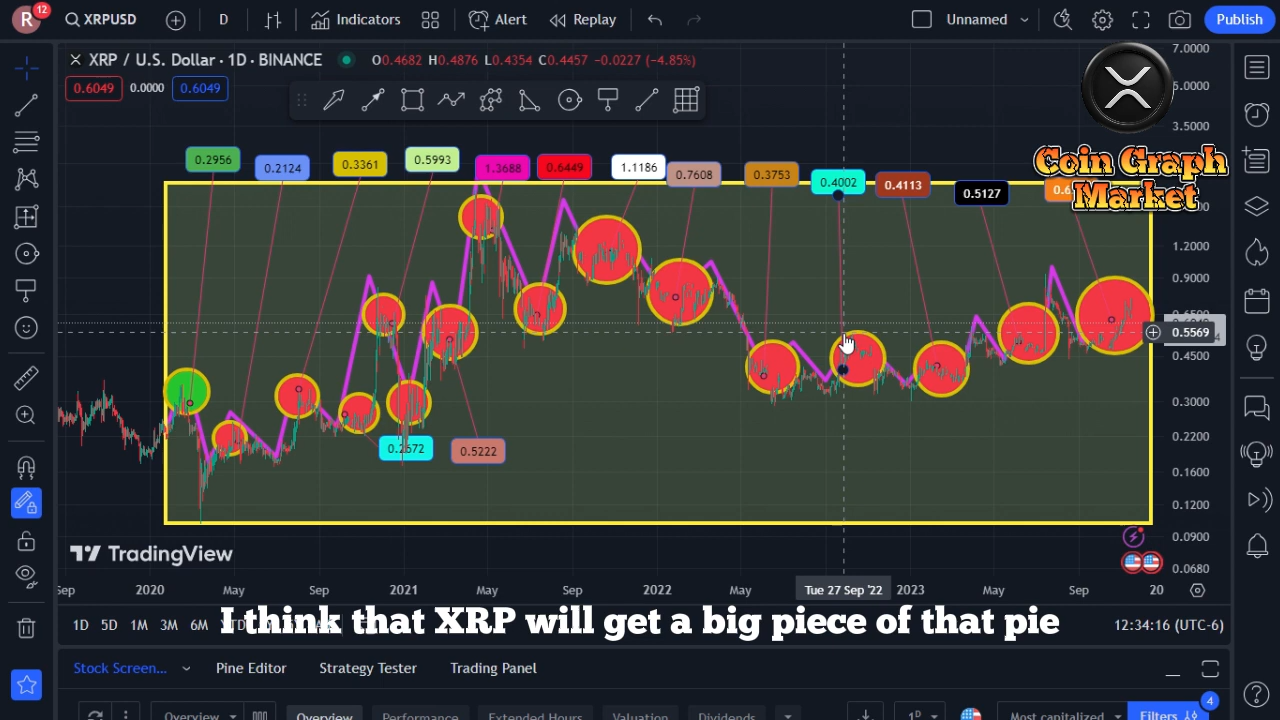 R 12 XRPUSD D Indicators Alert Replay Unnamed Publish
XRP / U.S. Dollar · 1D · BINANCE O0.4682 H0.4876 L0.4354 C0.4457 -0.0227 (-4.85%)
0.6049 0.0000 0.6049
7.0000
5.0000
3.5000
Coin Graph
Market
0.2956 0.2124 0.3361 0.5993 1.3688 0.6449 1.1186 0.7608 0.3753 0.4002 0.4113 0.5127
1.2000
0.9000
0.5569
0.4500
0.3000
0.2672 0.5222
0.2200
0.1600
0.1200
0.0900
0.0680
TradingView
Sep 2020 May Sep 2021 May Sep 2022 May Tue 27 Sep '22 2023 May Sep 20
I think that XRP will get a big piece of that pie
1D 5D 1M 3M 6M 12:34:16 (UTC-6)
Stock Screen... Pine Editor Strategy Tester Trading Panel
4
Overview Overview Performance Extended Hours Valuation Dividends 1D Most capitalized Filters